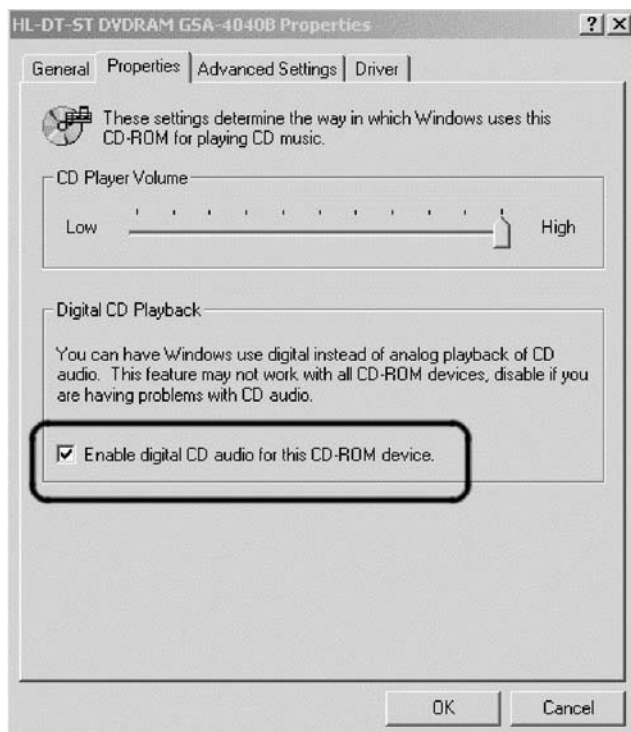 HL-DT-ST DVDRAM GSA-4040B Properties
General Properties Advanced Settings Driver
These settings determine the way in which Windows uses this
CD-ROM for playing CD music.
CD Player Volume
Low High
Digital CD Playback
You can have Windows use digital instead of analog playback of CD
audio. This feature may not work with all CD-ROM devices, disable if you
are having problems with CD audio.
Enable digital CD audio for this CD-ROM device.
OK Cancel